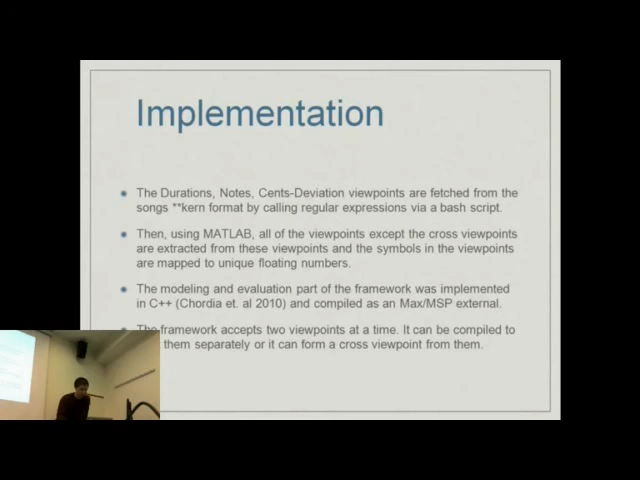 Implementation
The Durations, Notes, Cents-Deviation viewpoints are fetched from the
songs **kern format by calling regular expressions via a bash script.
Then, using MATLAB, all of the viewpoints except the cross viewpoints
are extracted from these viewpoints and the symbols in the viewpoints
are mapped to unique floating numbers.
The modeling and evaluation part of the framework was implemented
in C++ (Chordia et. al 2010) and compiled as an Max/MSP external.
The framework accepts two viewpoints at a time. It can be compiled to
them separately or it can form a cross viewpoint from them.